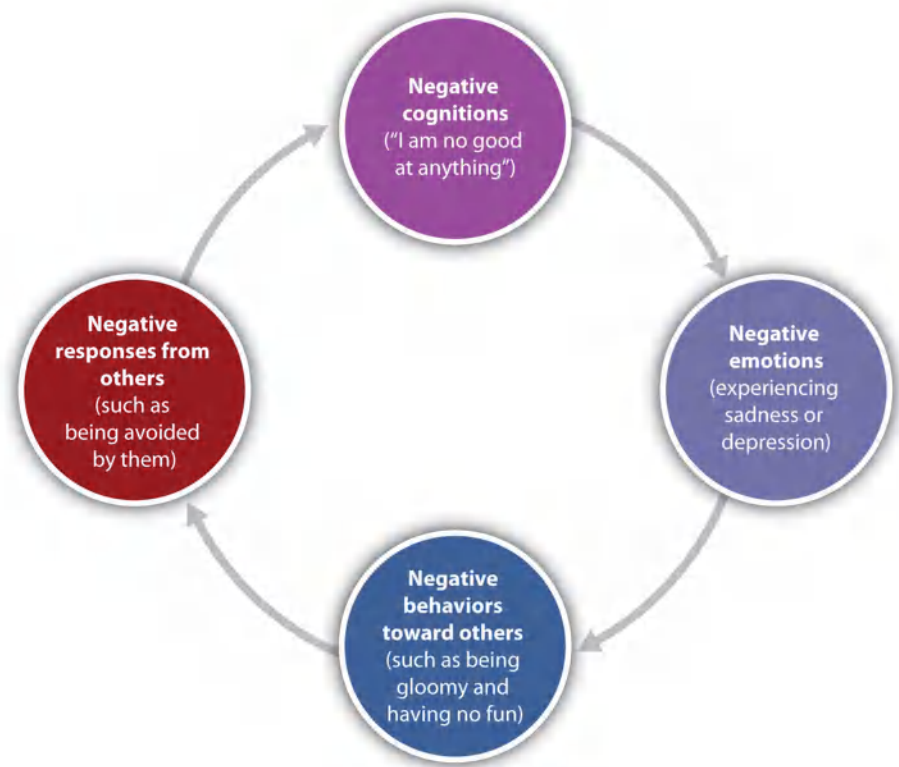 Negative
cognitions
("I am no good
at anything")
Negative
emotions
(experiencing
sadness or
depression)
Negative
behaviors
toward others
(such as being
gloomy and
having no fun)
Negative
responses from
others
(such as
being avoided
by them)